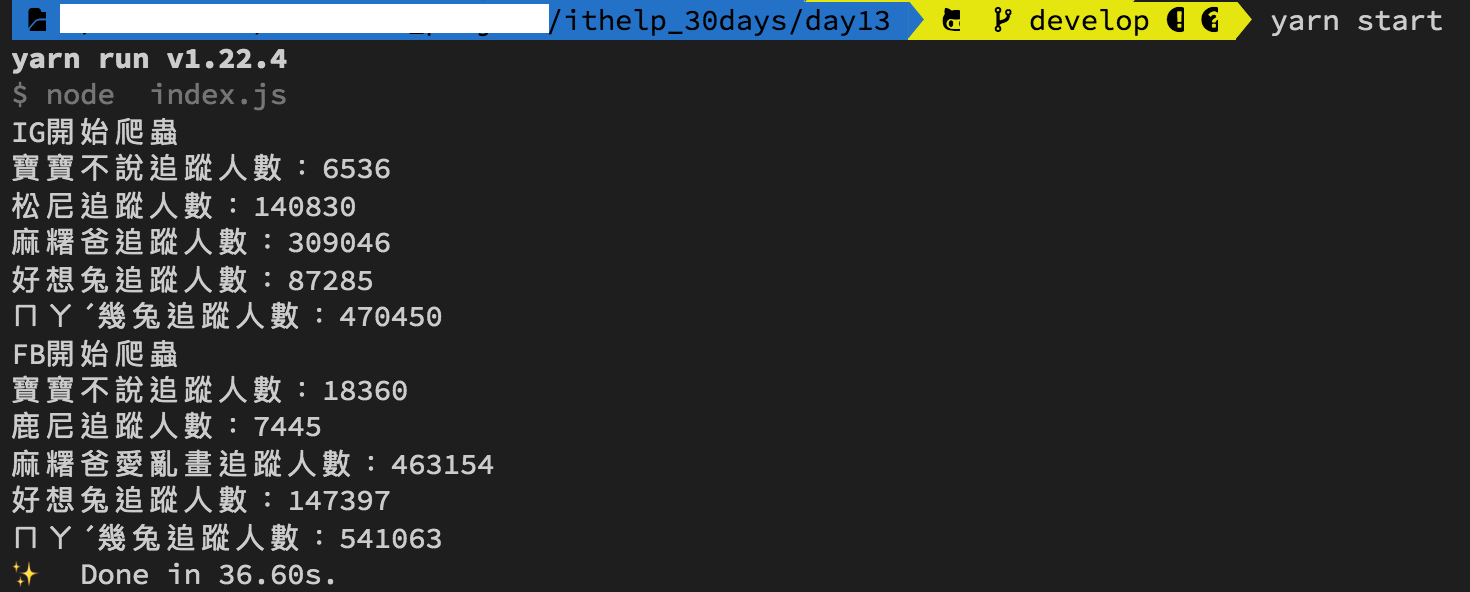 /ithelp_30days/day13 develop yarn start
yarn run v1.22.4
$ node  index.js
IG開始爬蟲
寶寶不說追蹤人數：6536
松尼追蹤人數：140830
麻糬爸追蹤人數：309046
好想兔追蹤人數：87285
ㄇㄚˊ幾兔追蹤人數：470450
FB開始爬蟲
寶寶不說追蹤人數：18360
鹿尼追蹤人數：7445
麻糬爸愛亂畫追蹤人數：463154
好想兔追蹤人數：147397
ㄇㄚˊ幾兔追蹤人數：541063
✨  Done in 36.60s.